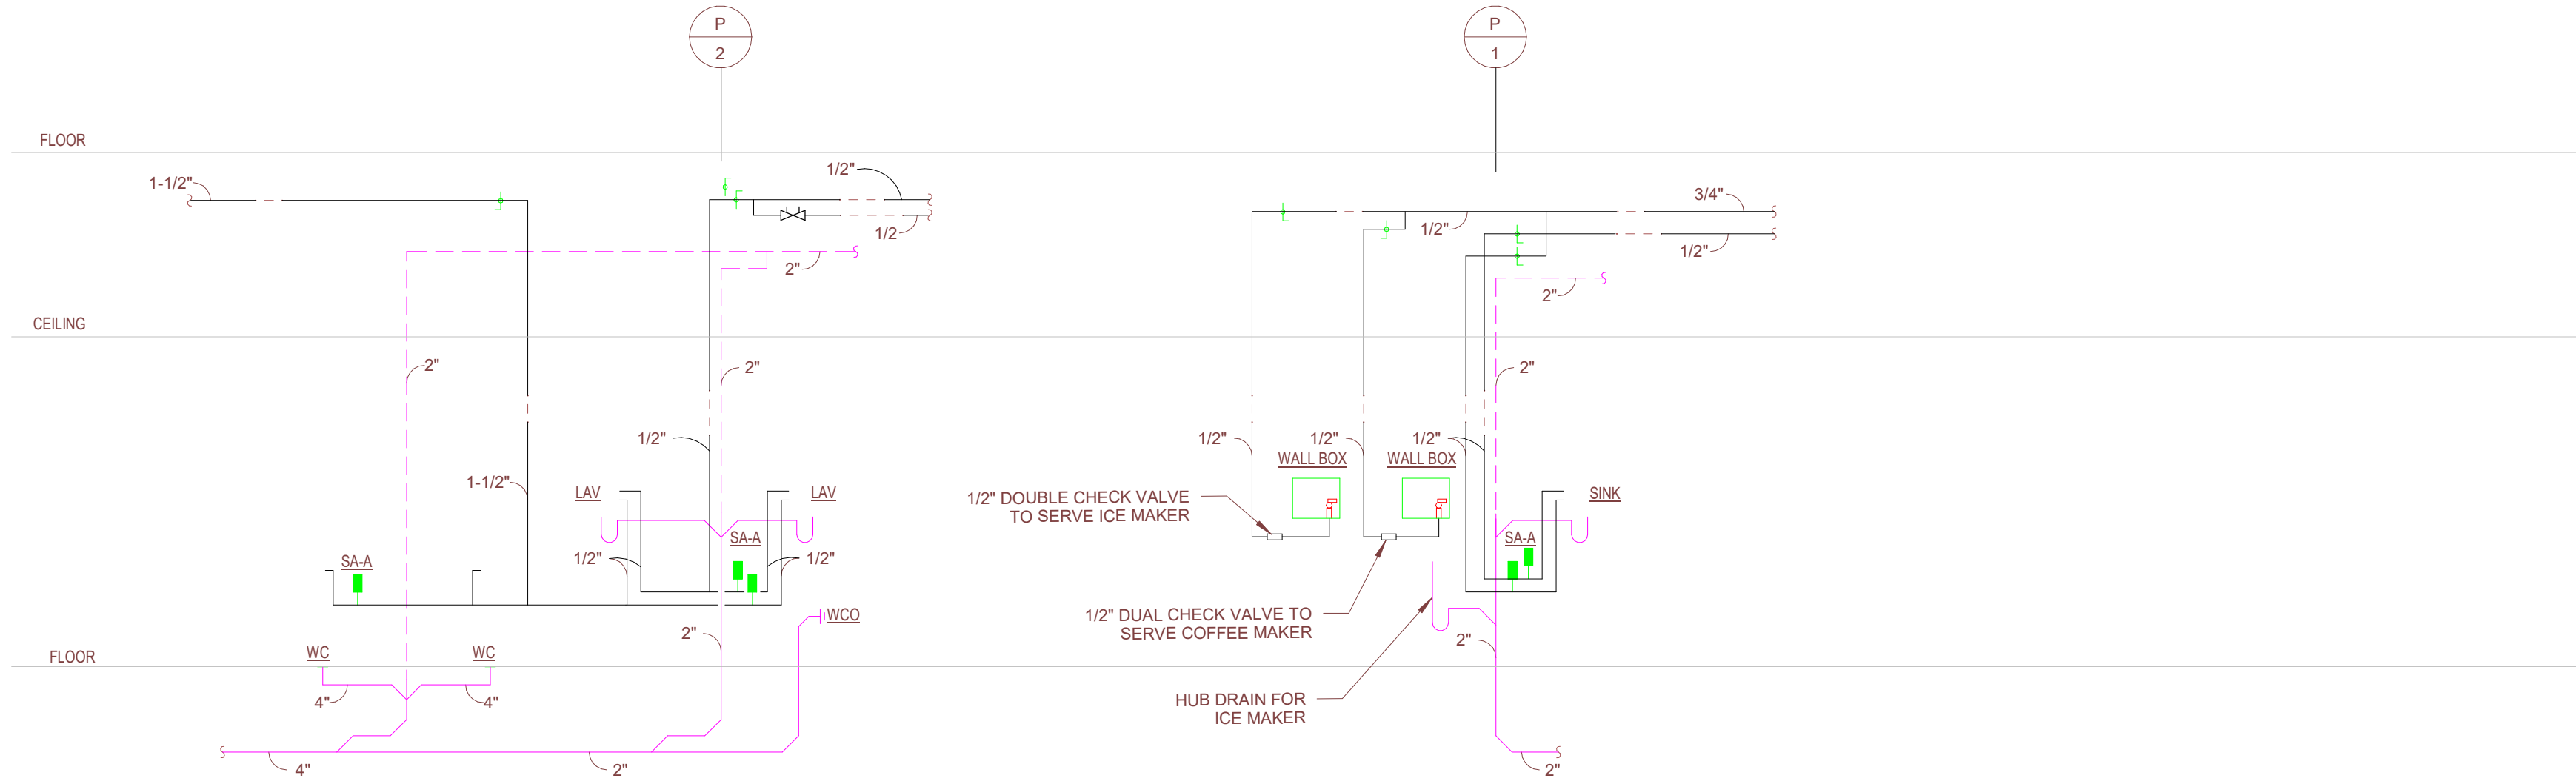 P
2
P
1
FLOOR
1/2"
1-1/2"
3/4"
1/2"
1/2
1/2"
2"
2"
CEILING
2"
2"
2"
1/2"
1/2"
1/2"
1/2"
WALL BOX
WALL BOX
1-1/2"
LAV
LAV
SINK
1/2" DOUBLE CHECK VALVE
TO SERVE ICE MAKER
SA-A
SA-A
SA-A
1/2"
1/2"
WCO
1/2" DUAL CHECK VALVE TO
SERVE COFFEE MAKER
2"
2"
FLOOR
WC
WC
4"
4"
HUB DRAIN FOR
ICE MAKER
4"
2"
2"